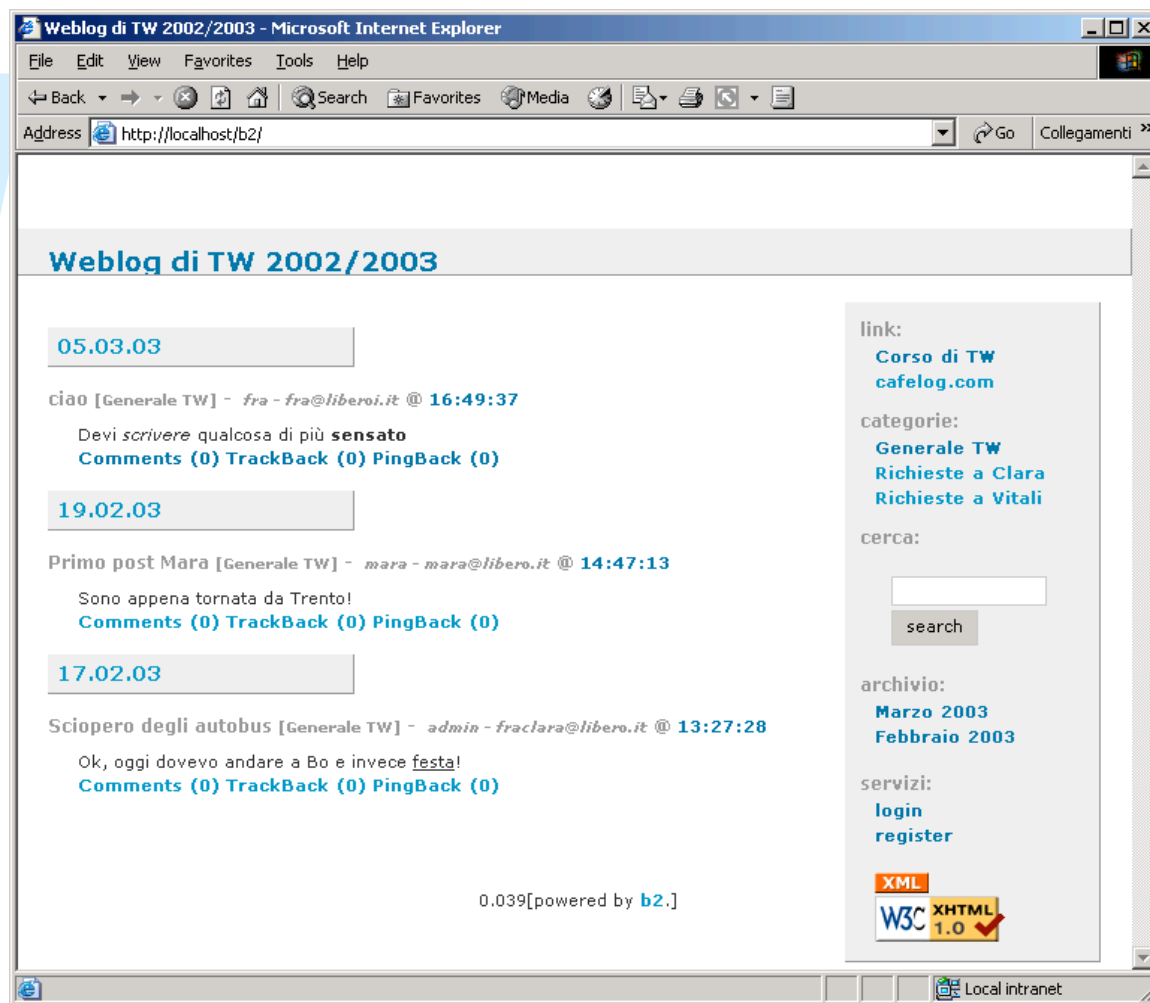 Weblog di TW 2002/2003 - Microsoft Internet Explorer
File Edit View Favorites Tools Help
Back Search Favorites Media
Address http://localhost/b2/ Go Collegamenti »
Weblog di TW 2002/2003
05.03.03
ciao [Generale TW] - fra - fra@liberoi.it @ 16:49:37
Devi scrivere qualcosa di più sensato
Comments (0) TrackBack (0) PingBack (0)
19.02.03
Primo post Mara [Generale TW] - mara - mara@libero.it @ 14:47:13
Sono appena tornata da Trento!
Comments (0) TrackBack (0) PingBack (0)
17.02.03
Sciopero degli autobus [Generale TW] - admin - fraclara@libero.it @ 13:27:28
Ok, oggi dovevo andare a Bo e invece festa!
Comments (0) TrackBack (0) PingBack (0)
0.039[powered by b2.]
link:
Corso di TW
cafelog.com
categorie:
Generale TW
Richieste a Clara
Richieste a Vitali
cerca:
search
archivio:
Marzo 2003
Febbraio 2003
servizi:
login
register
XML
W3C XHTML
1.0
Local intranet